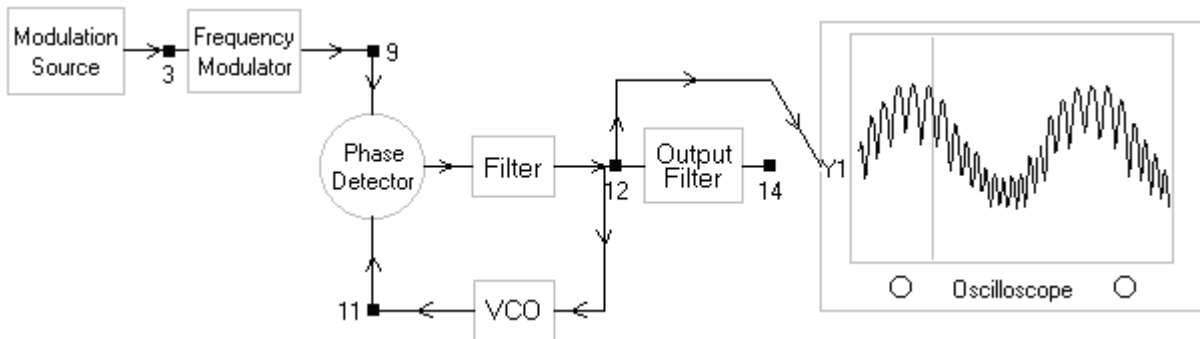 Modulation
Source
3
Frequency
Modulator
9
Phase
Detector
Filter
12
Output
Filter
14
Y1
11
VCO
Oscilloscope